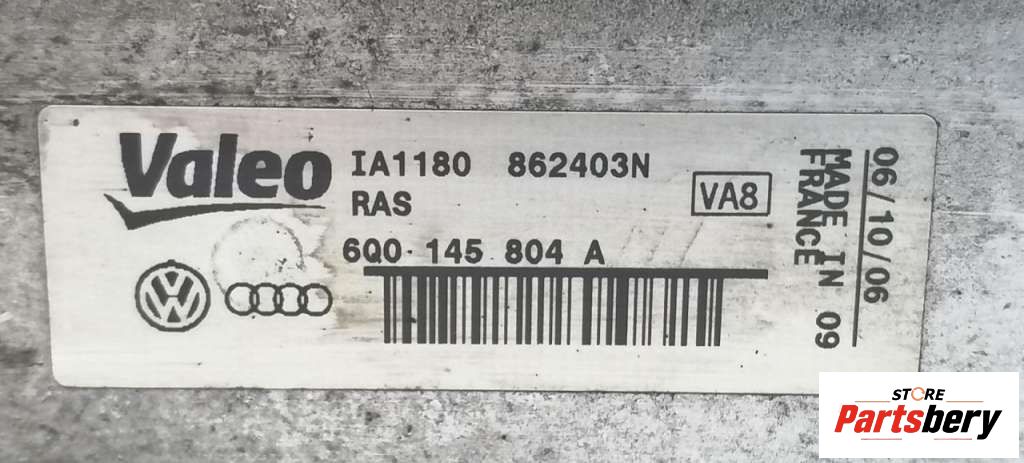 Valeo
IA1180 862403N
RAS
VA8
6Q0 145 804 A
06/10/06
MADE IN 09
FRANCE
STORE
Partsbery